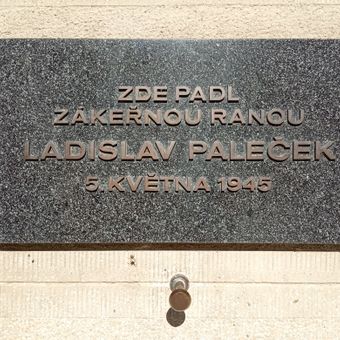 ZDE PADL
ZÁKEŘNOU RANOU
LADISLAV PALEČEK
5. KVĚTNA 1945